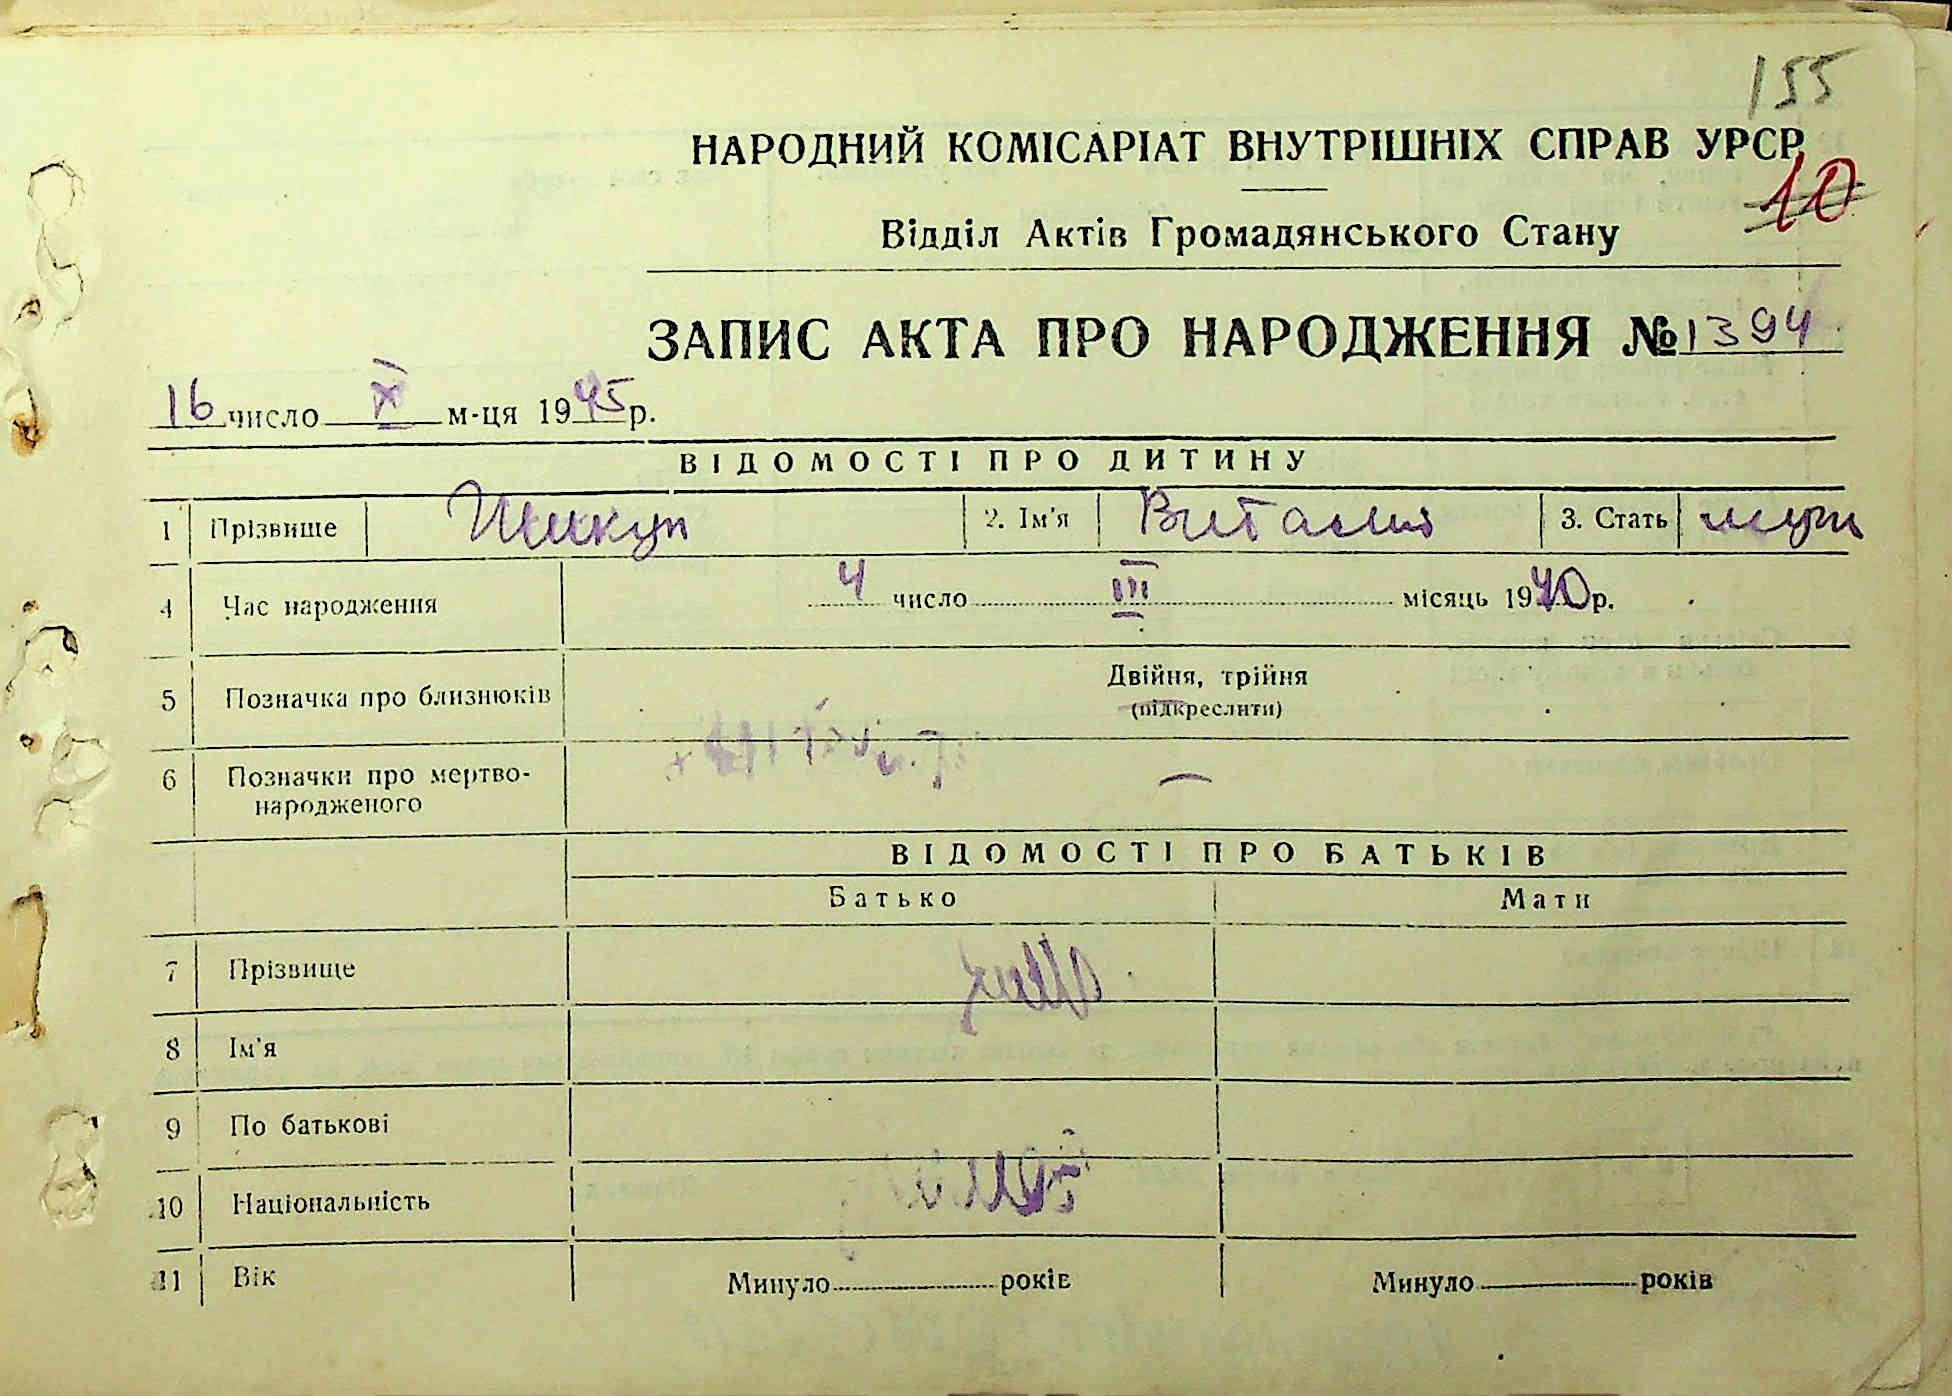 155
НАРОДНИЙ КОМІСАРІАТ ВНУТРІШНІХ СПРАВ УРСР
10
Відділ Актів Громадянського Стану
ЗАПИС АКТА ПРО НАРОДЖЕННЯ № 1394
16 число X м-ця 1945 р.
ВІДОМОСТІ ПРО ДИТИНУ
1 Прізвище Шикун 2. Ім'я Виталий 3. Стать муж
4 Час народження 4 число III місяць 1940 р.
5 Позначка про близнюків Двійня, трійня
(підкреслити)
6 Позначки про мертво-
народженого —
ВІДОМОСТІ ПРО БАТЬКІВ
Батько Мати
7 Прізвище
8 Ім'я
9 По батькові
10 Національність
11 Вік Минуло років Минуло років